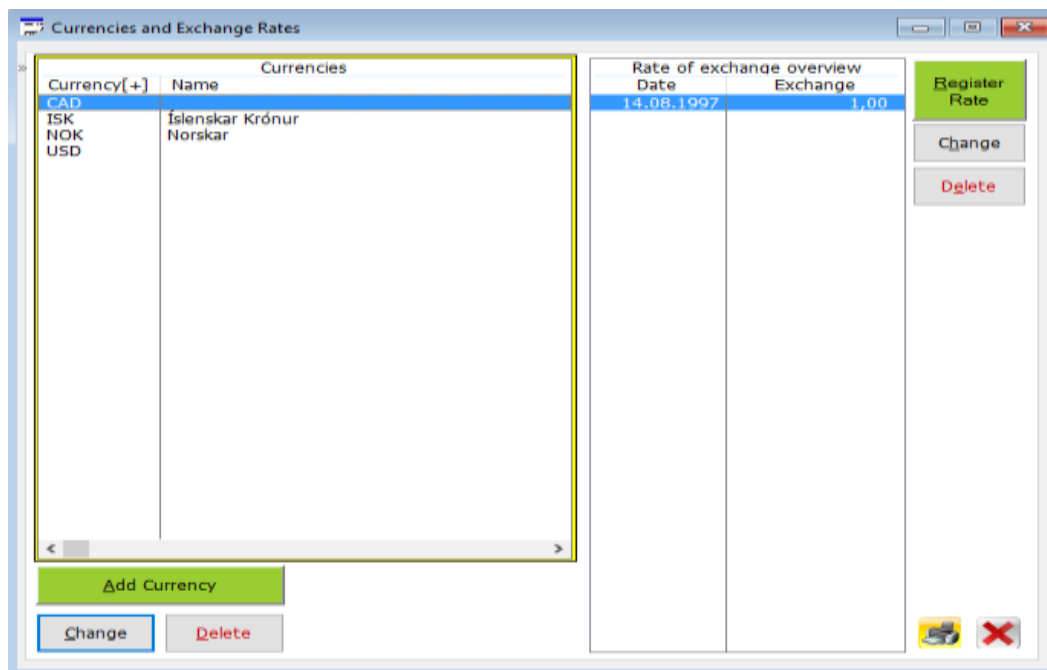 Currencies and Exchange Rates
Currencies
Currency[+] Name
CAD
ISK Íslenskar Krónur
NOK Norskar
USD
Rate of exchange overview
Date Exchange
14.08.1997 1,00
Register
Rate
Change
Delete
Add Currency
Change Delete